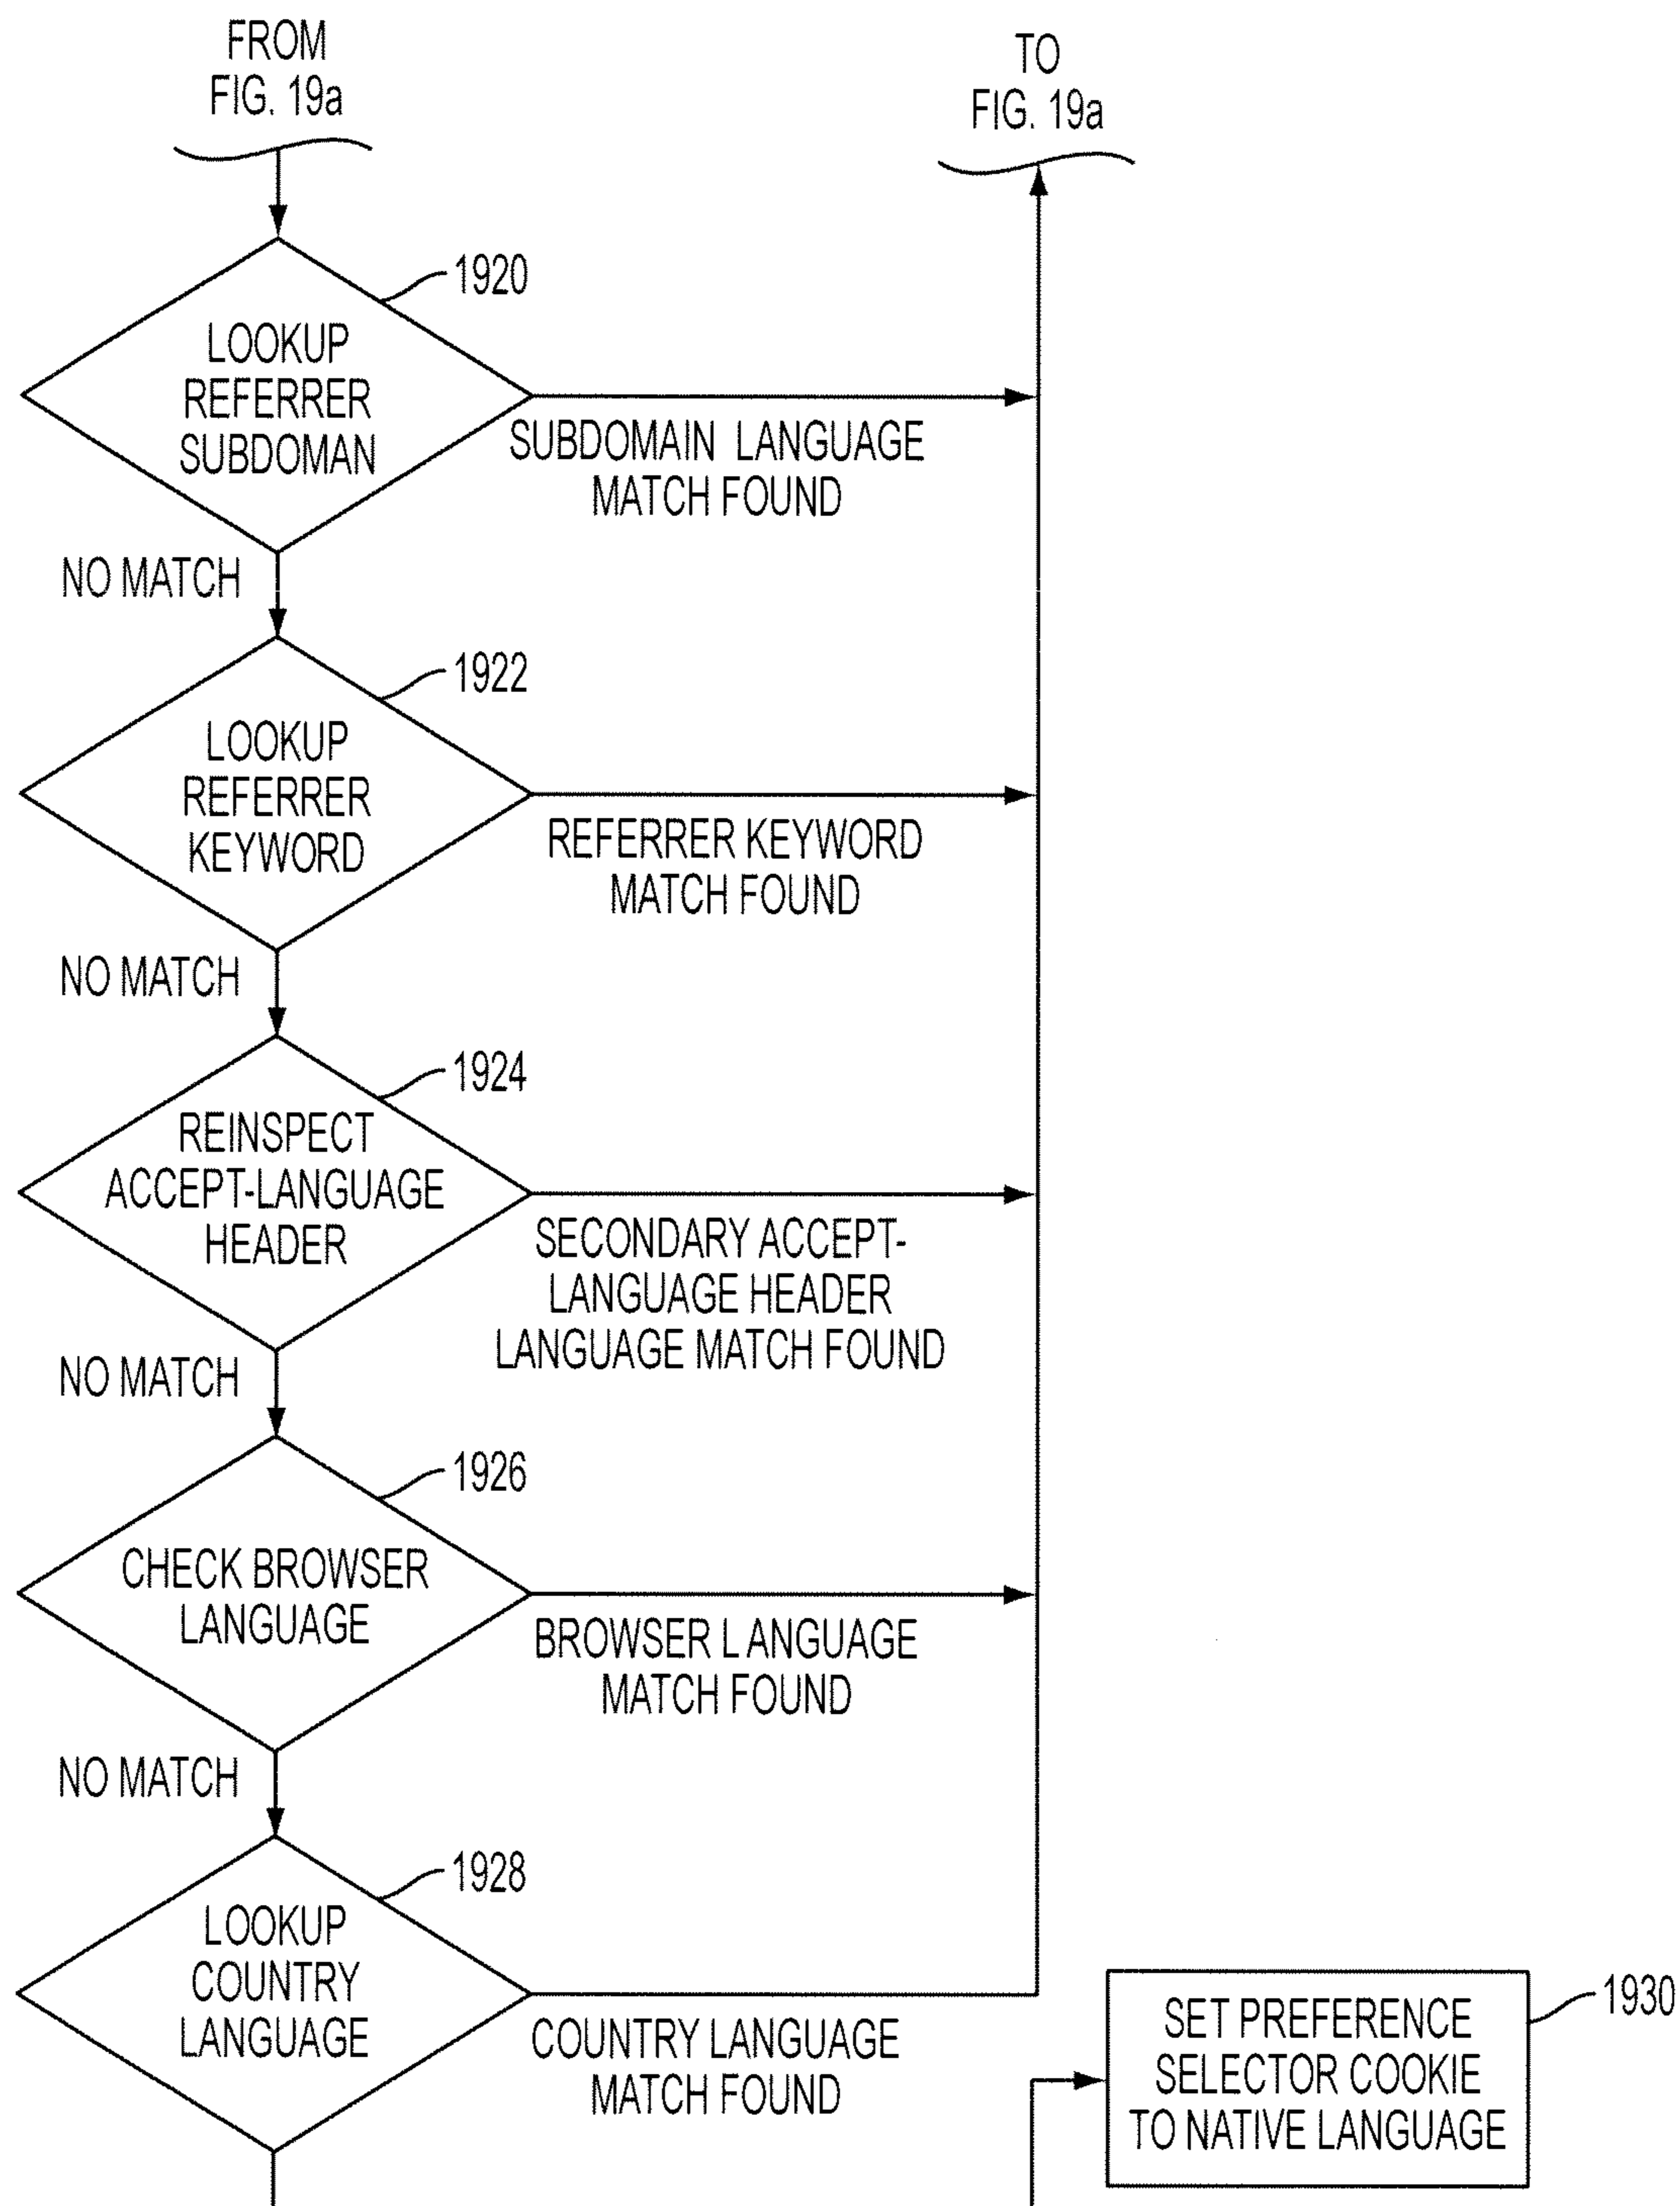 FROM
FIG. 19a
TO
FIG. 19a
1920
LOOKUP
REFERRER
SUBDOMAN
SUBDOMAIN LANGUAGE
MATCH FOUND
NO MATCH
1922
LOOKUP
REFERRER
KEYWORD
REFERRER KEYWORD
MATCH FOUND
NO MATCH
1924
REINSPECT
ACCEPT-LANGUAGE
HEADER
SECONDARY ACCEPT-
LANGUAGE HEADER
LANGUAGE MATCH FOUND
NO MATCH
1926
CHECK BROWSER
LANGUAGE
BROWSER LANGUAGE
MATCH FOUND
NO MATCH
1928
LOOKUP
COUNTRY
LANGUAGE
COUNTRY LANGUAGE
MATCH FOUND
1930
SET PREFERENCE
SELECTOR COOKIE
TO NATIVE LANGUAGE